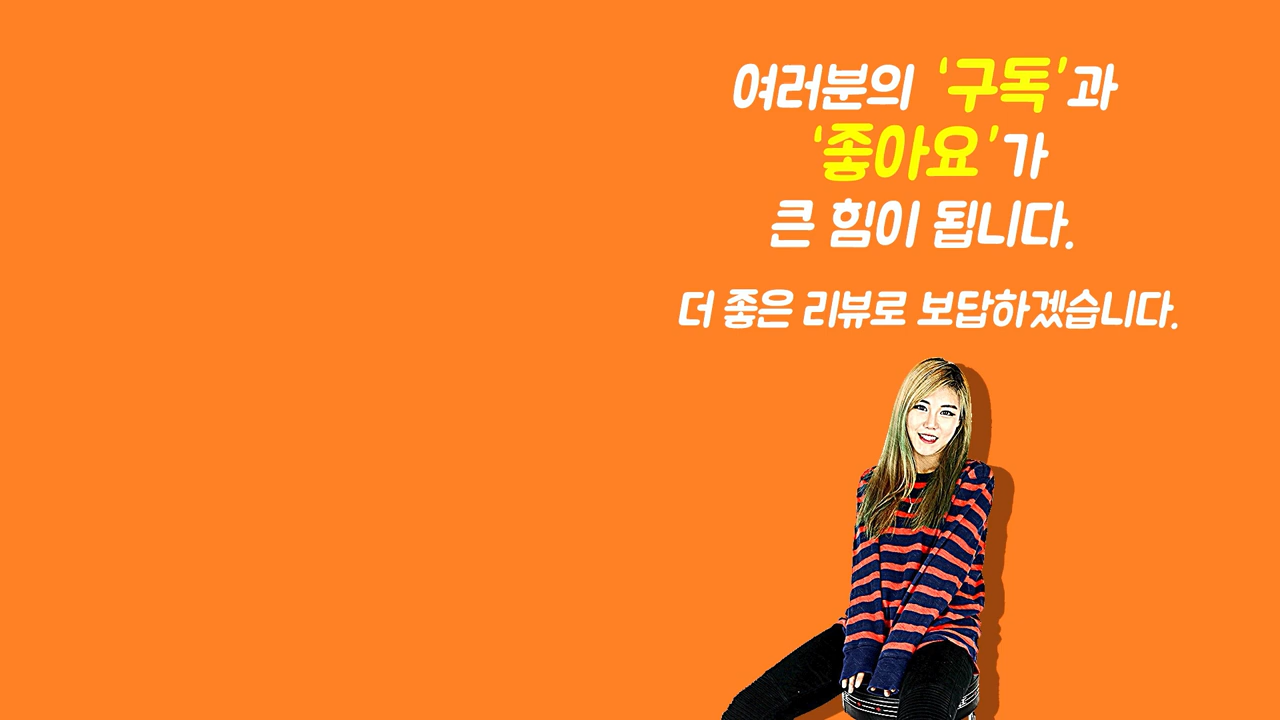 여러분의 '구독'과
'좋아요'가
큰 힘이 됩니다.
더 좋은 리뷰로 보답하겠습니다.